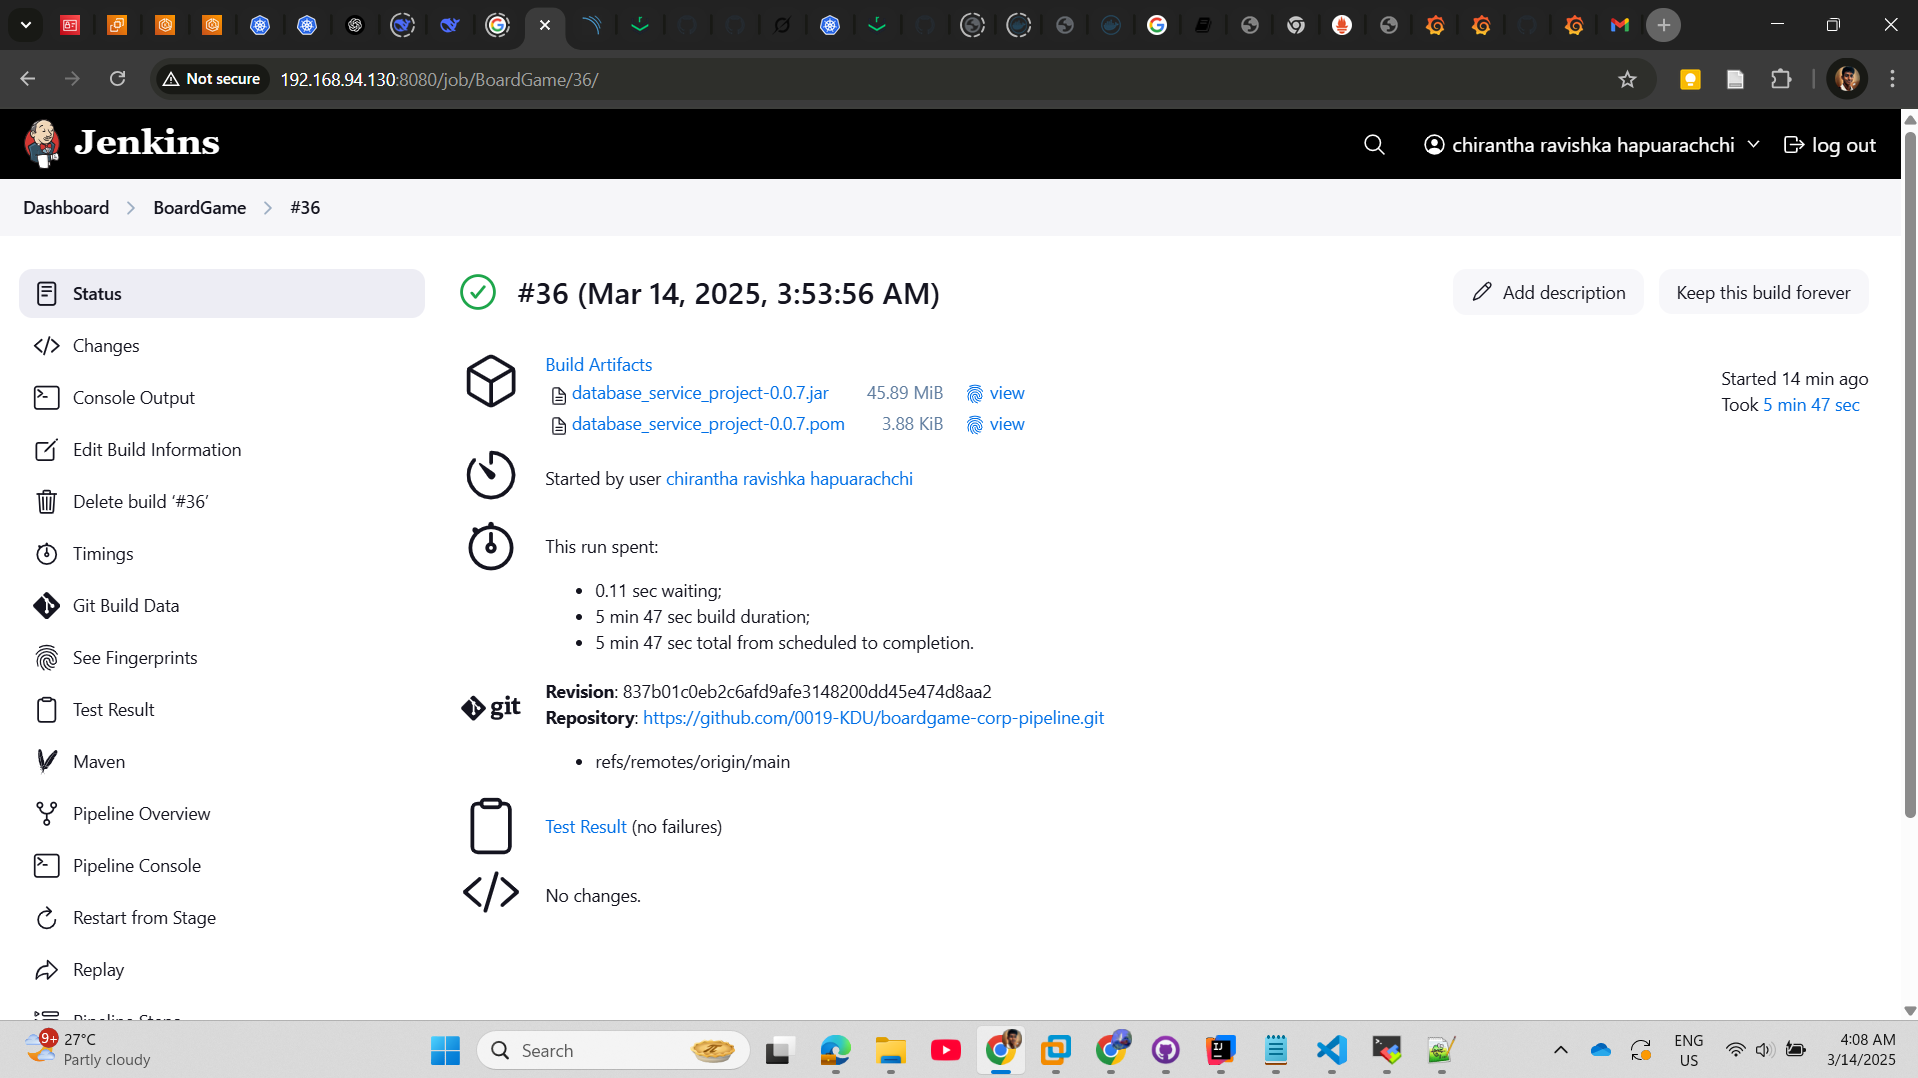 Not secure
192.168.94.130:8080/job/BoardGame/36/
Jenkins
chirantha ravishka hapuarachchi
log out
Dashboard
BoardGame
#36
Status
Changes
Console Output
Edit Build Information
Delete build ‘#36’
Timings
Git Build Data
See Fingerprints
Test Result
Maven
Pipeline Overview
Pipeline Console
Restart from Stage
Replay
Pipeline Steps
#36 (Mar 14, 2025, 3:53:56 AM)
Add description
Keep this build forever
Build Artifacts
database_service_project-0.0.7.jar 45.89 MiB view
database_service_project-0.0.7.pom 3.88 KiB view
Started 14 min ago
Took 5 min 47 sec
Started by user chirantha ravishka hapuarachchi
This run spent:
0.11 sec waiting;
5 min 47 sec build duration;
5 min 47 sec total from scheduled to completion.
git
Revision: 837b01c0eb2c6afd9afe3148200dd45e474d8aa2
Repository: https://github.com/0019-KDU/boardgame-corp-pipeline.git
refs/remotes/origin/main
Test Result (no failures)
No changes.
9+
27°C
Partly cloudy
Search
ENG
US
4:08 AM
3/14/2025